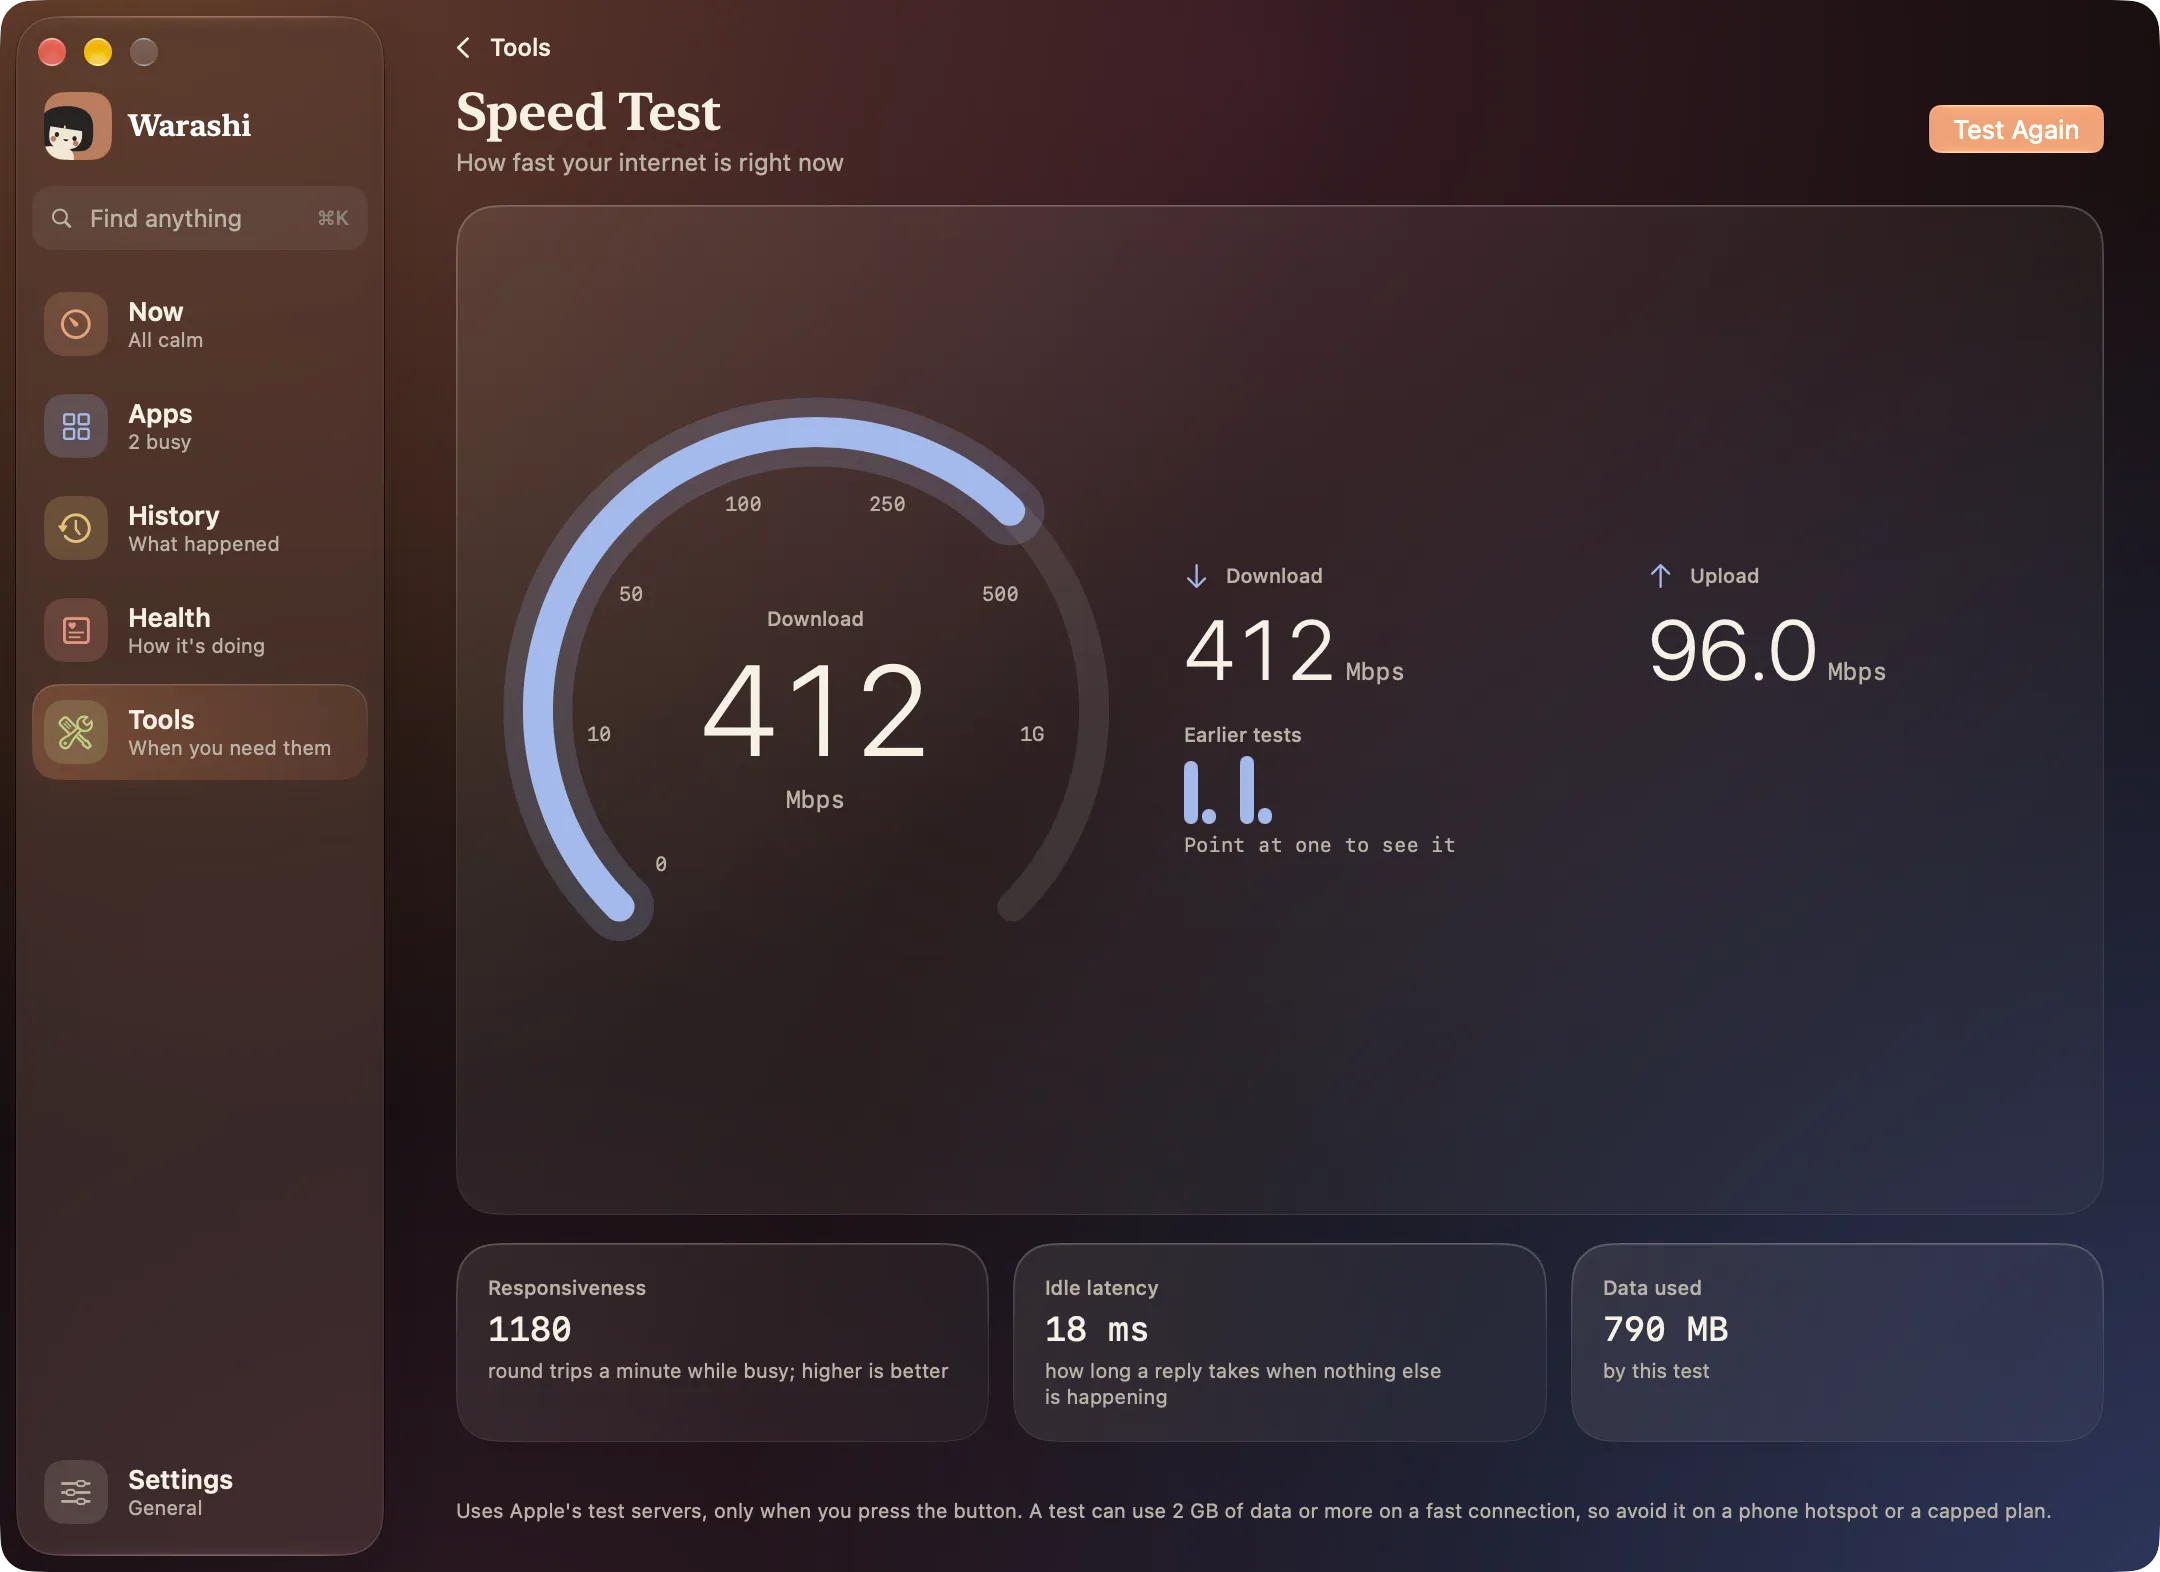 Warashi
Find anything ⌘K
Now
All calm
Apps
2 busy
History
What happened
Health
How it's doing
Tools
When you need them
Settings
General
Tools
Speed Test
How fast your internet is right now
Test Again
0
10
50
100
250
500
1G
Download
412
Mbps
Download
412 Mbps
Upload
96.0 Mbps
Earlier tests
Point at one to see it
Responsiveness
1180
round trips a minute while busy; higher is better
Idle latency
18 ms
how long a reply takes when nothing else
is happening
Data used
790 MB
by this test
Uses Apple's test servers, only when you press the button. A test can use 2 GB of data or more on a fast connection, so avoid it on a phone hotspot or a capped plan.